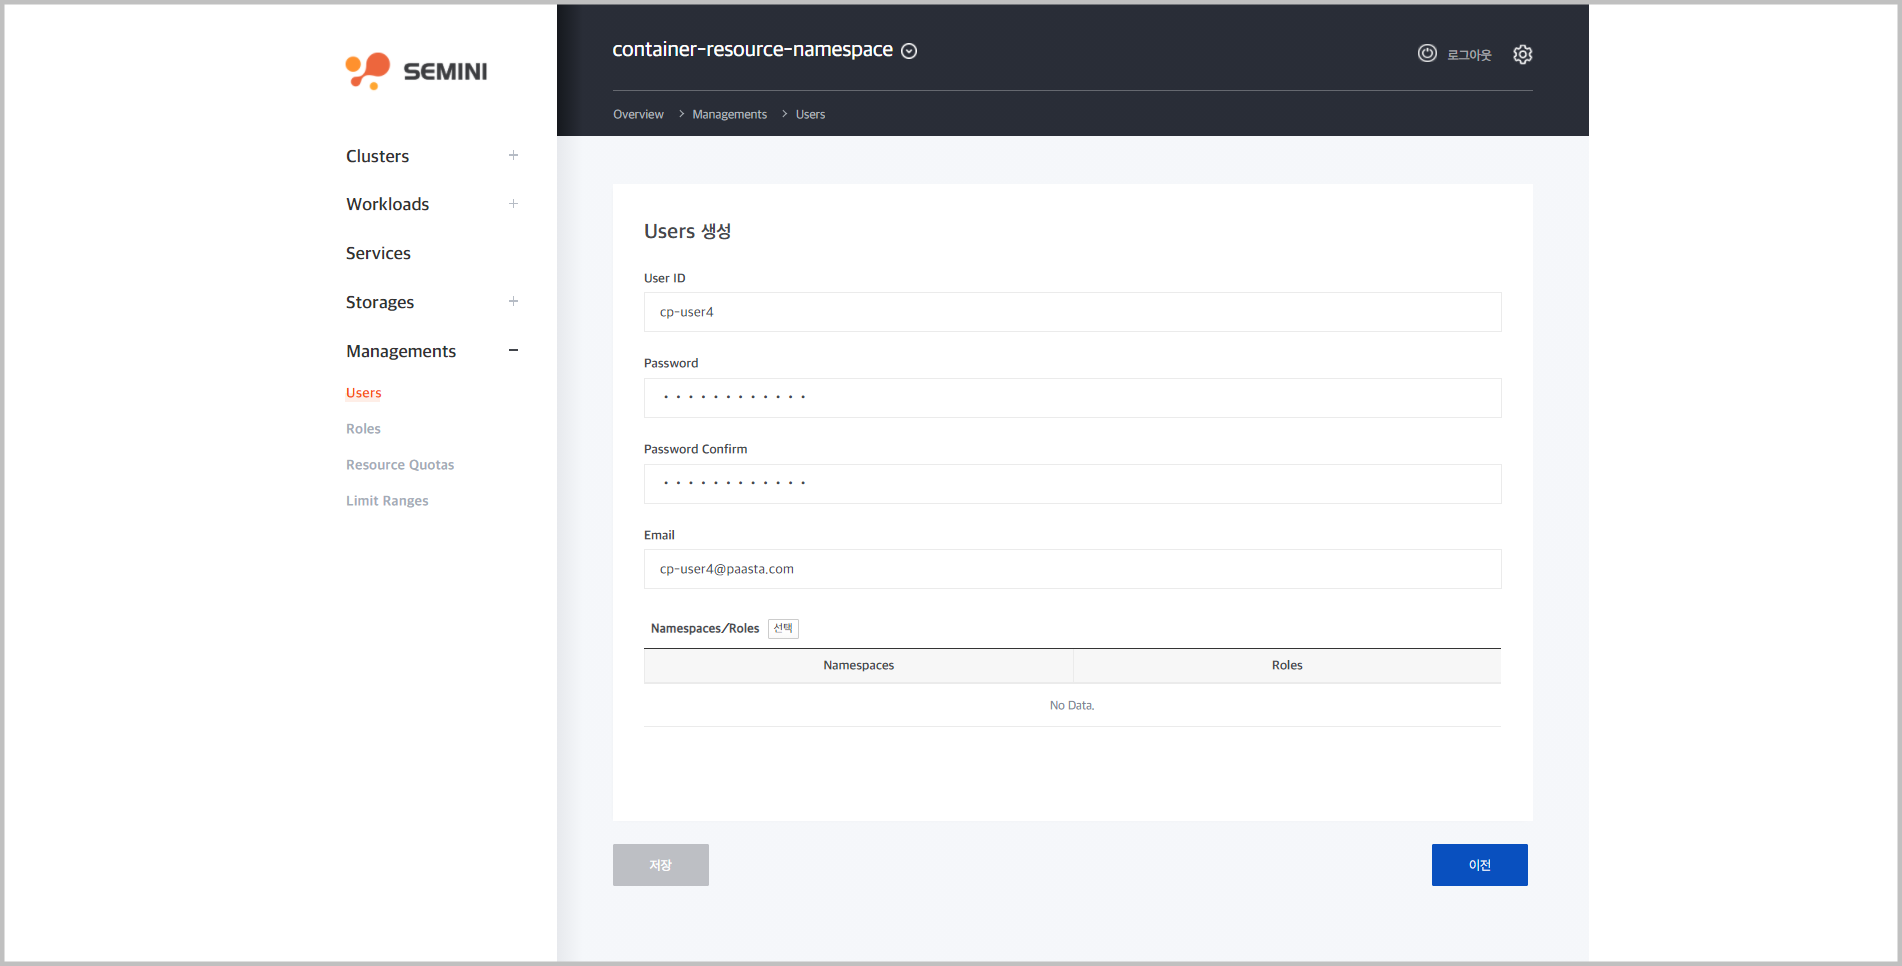 SEMINI
Clusters
Workloads
Services
Storages
Managements
Users
Roles
Resource Quotas
Limit Ranges
container-resource-namespace
로그아웃
Overview > Managements > Users
Users 생성
User ID
cp-user4
Password
••••••••••••
Password Confirm
••••••••••••
Email
cp-user4@paasta.com
Namespaces/Roles 선택
Namespaces Roles
No Data.
저장 이전